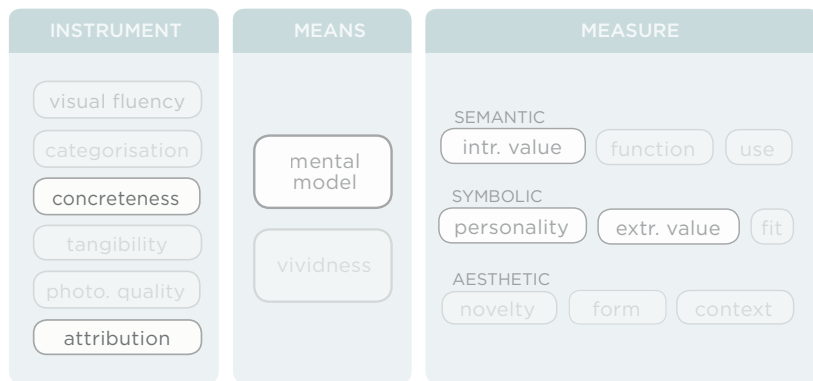 INSTRUMENT
visual fluency
categorisation
concreteness
tangibility
photo. quality
attribution
MEANS
mental
model
vividness
MEASURE
SEMANTIC
intr. value function use
SYMBOLIC
personality extr. value fit
AESTHETIC
novelty form context